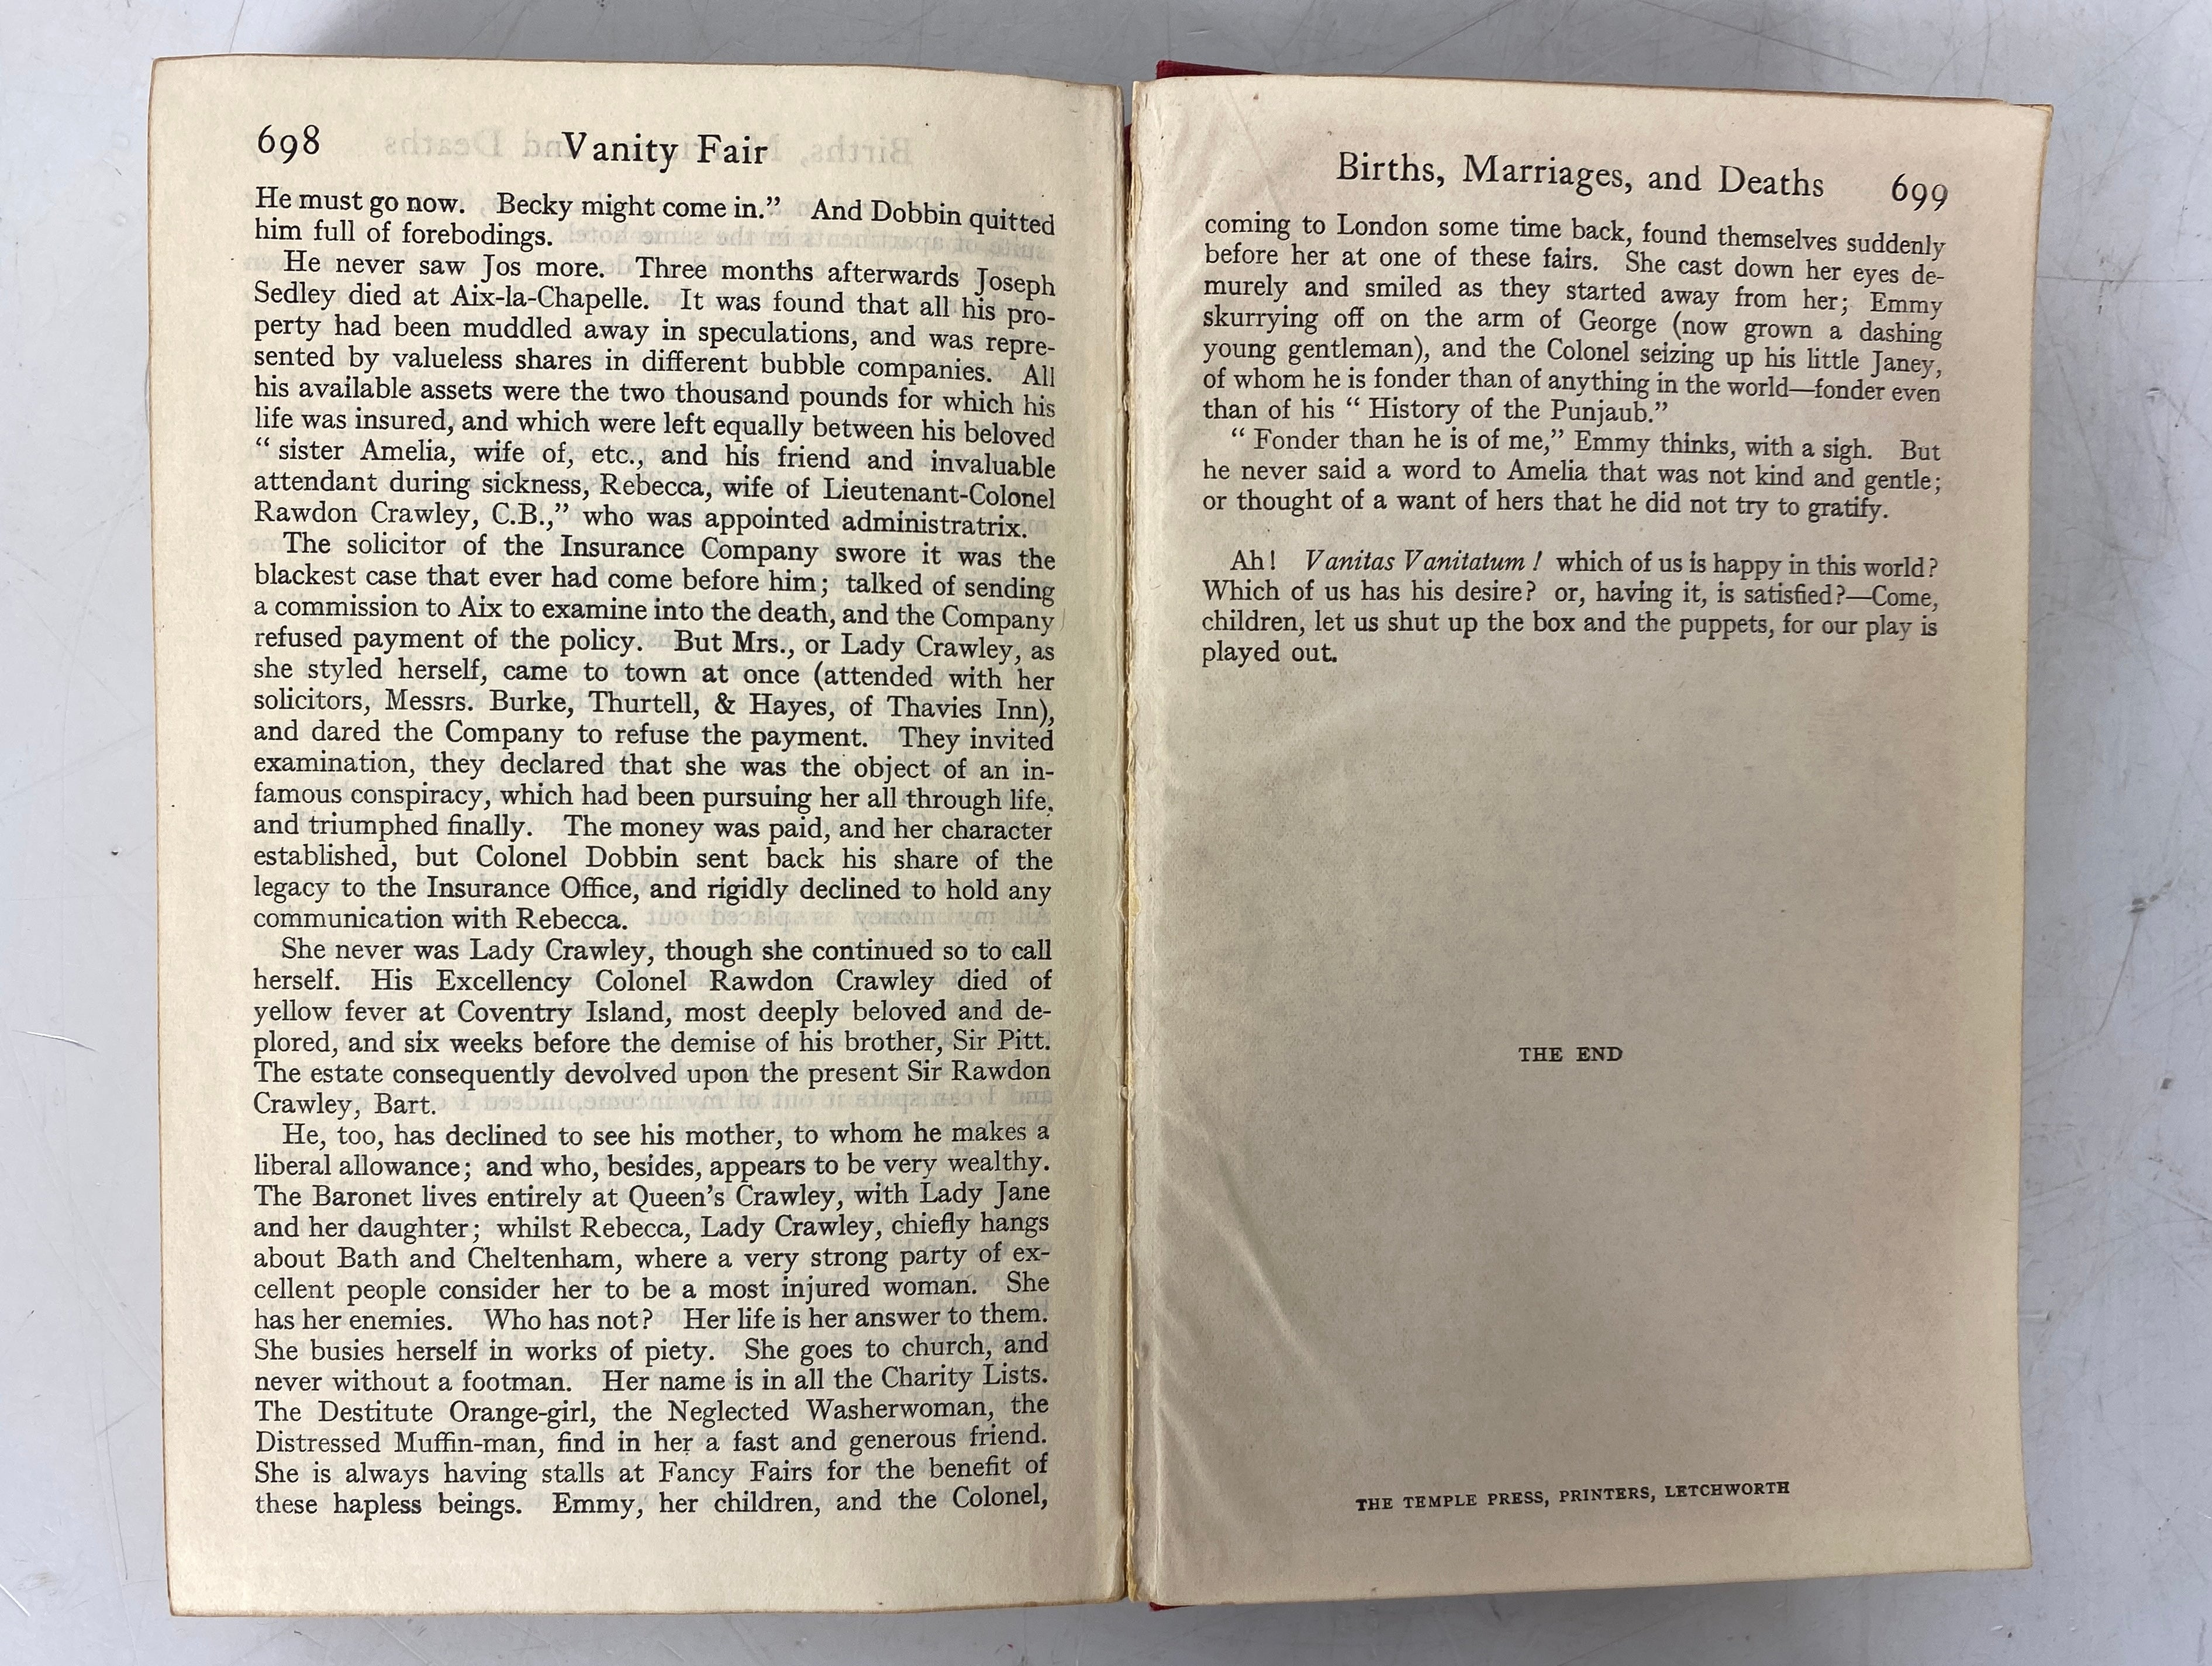 698
Vanity Fair
He must go now. Becky might come in.” And Dobbin quitted
him full of forebodings.
He never saw Jos more. Three months afterwards Joseph
Sedley died at Aix-la-Chapelle. It was found that all his pro-
perty had been muddled away in speculations, and was repre-
sented by valueless shares in different bubble companies. All
his available assets were the two thousand pounds for which his
life was insured, and which were left equally between his beloved
“ sister Amelia, wife of, etc., and his friend and invaluable
attendant during sickness, Rebecca, wife of Lieutenant-Colonel
Rawdon Crawley, C.B.,” who was appointed administratrix.
The solicitor of the Insurance Company swore it was the
blackest case that ever had come before him; talked of sending
a commission to Aix to examine into the death, and the Company
refused payment of the policy. But Mrs., or Lady Crawley, as
she styled herself, came to town at once (attended with her
solicitors, Messrs. Burke, Thurtell, & Hayes, of Thavies Inn),
and dared the Company to refuse the payment. They invited
examination, they declared that she was the object of an in-
famous conspiracy, which had been pursuing her all through life,
and triumphed finally. The money was paid, and her character
established, but Colonel Dobbin sent back his share of the
legacy to the Insurance Office, and rigidly declined to hold any
communication with Rebecca.
She never was Lady Crawley, though she continued so to call
herself. His Excellency Colonel Rawdon Crawley died of
yellow fever at Coventry Island, most deeply beloved and de-
plored, and six weeks before the demise of his brother, Sir Pitt.
The estate consequently devolved upon the present Sir Rawdon
Crawley, Bart.
He, too, has declined to see his mother, to whom he makes a
liberal allowance; and who, besides, appears to be very wealthy.
The Baronet lives entirely at Queen’s Crawley, with Lady Jane
and her daughter; whilst Rebecca, Lady Crawley, chiefly hangs
about Bath and Cheltenham, where a very strong party of ex-
cellent people consider her to be a most injured woman. She
has her enemies. Who has not? Her life is her answer to them.
She busies herself in works of piety. She goes to church, and
never without a footman. Her name is in all the Charity Lists.
The Destitute Orange-girl, the Neglected Washerwoman, the
Distressed Muffin-man, find in her a fast and generous friend.
She is always having stalls at Fancy Fairs for the benefit of
these hapless beings. Emmy, her children, and the Colonel,
Births, Marriages, and Deaths 699
coming to London some time back, found themselves suddenly
before her at one of these fairs. She cast down her eyes de-
murely and smiled as they started away from her; Emmy
skurrying off on the arm of George (now grown a dashing
young gentleman), and the Colonel seizing up his little Janey,
of whom he is fonder than of anything in the world—fonder even
than of his “ History of the Punjaub.”
“ Fonder than he is of me,” Emmy thinks, with a sigh. But
he never said a word to Amelia that was not kind and gentle;
or thought of a want of hers that he did not try to gratify.
Ah! Vanitas Vanitatum! which of us is happy in this world?
Which of us has his desire? or, having it, is satisfied?—Come,
children, let us shut up the box and the puppets, for our play is
played out.
THE END
THE TEMPLE PRESS, PRINTERS, LETCHWORTH